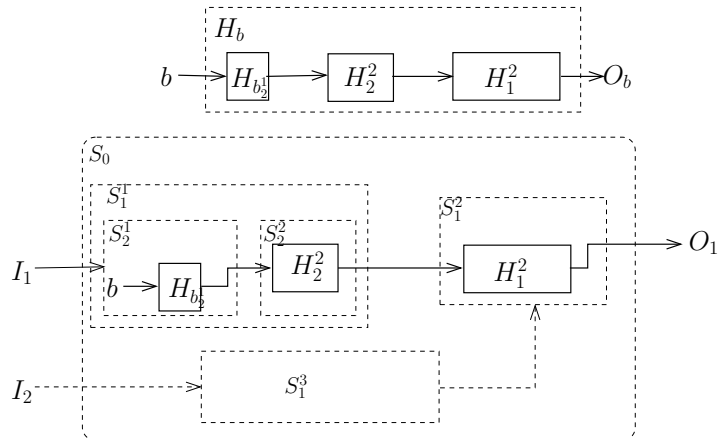 H_b
b H_{b_2^1} H_2^2 H_1^2 O_b
S_0
S_1^1
S_2^1 S_2^2 S_1^2
I_1 b H_{b_2^1} H_2^2 H_1^2 O_1
I_2 S_1^3